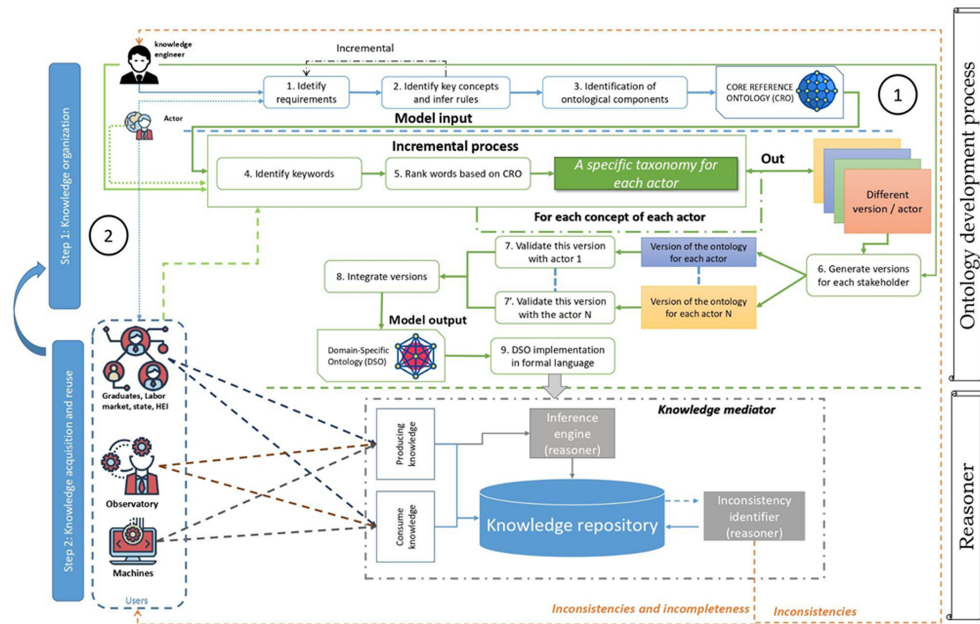 knowledge
engineer
Incremental
1. Idetify
requirements
2. Identify key concepts
and infer rules
3. Identification of
ontological components
CORE REFERENCE
ONTOLOGY (CRO)
1
Actor
Model input
Incremental process
4. Identify keywords
5. Rank words based on CRO
A specific taxonomy for
each actor
Out
Different
version / actor
For each concept of each actor
2
7. Validate this version
with actor 1
Version of the ontology
for each actor
8. Integrate versions
6. Generate versions
for each stakeholder
7'. Validate this version
with the actor N
Version of the ontology
for each actor N
Model output
Domain-Specific
Ontology (DSO)
9. DSO implementation
in formal language
Step 1: Knowledge organization
Step 2: Knowledge acquisition and reuse
Graduates, Labor
market, state, HEI
Observatory
Machines
Users
Knowledge mediator
Producing
knowledge
Consume
knowledge
Inference
engine
(reasoner)
Knowledge repository
Inconsistency
identifier
(reasoner)
Inconsistencies and incompleteness
Inconsistencies
Ontology development process
Reasoner